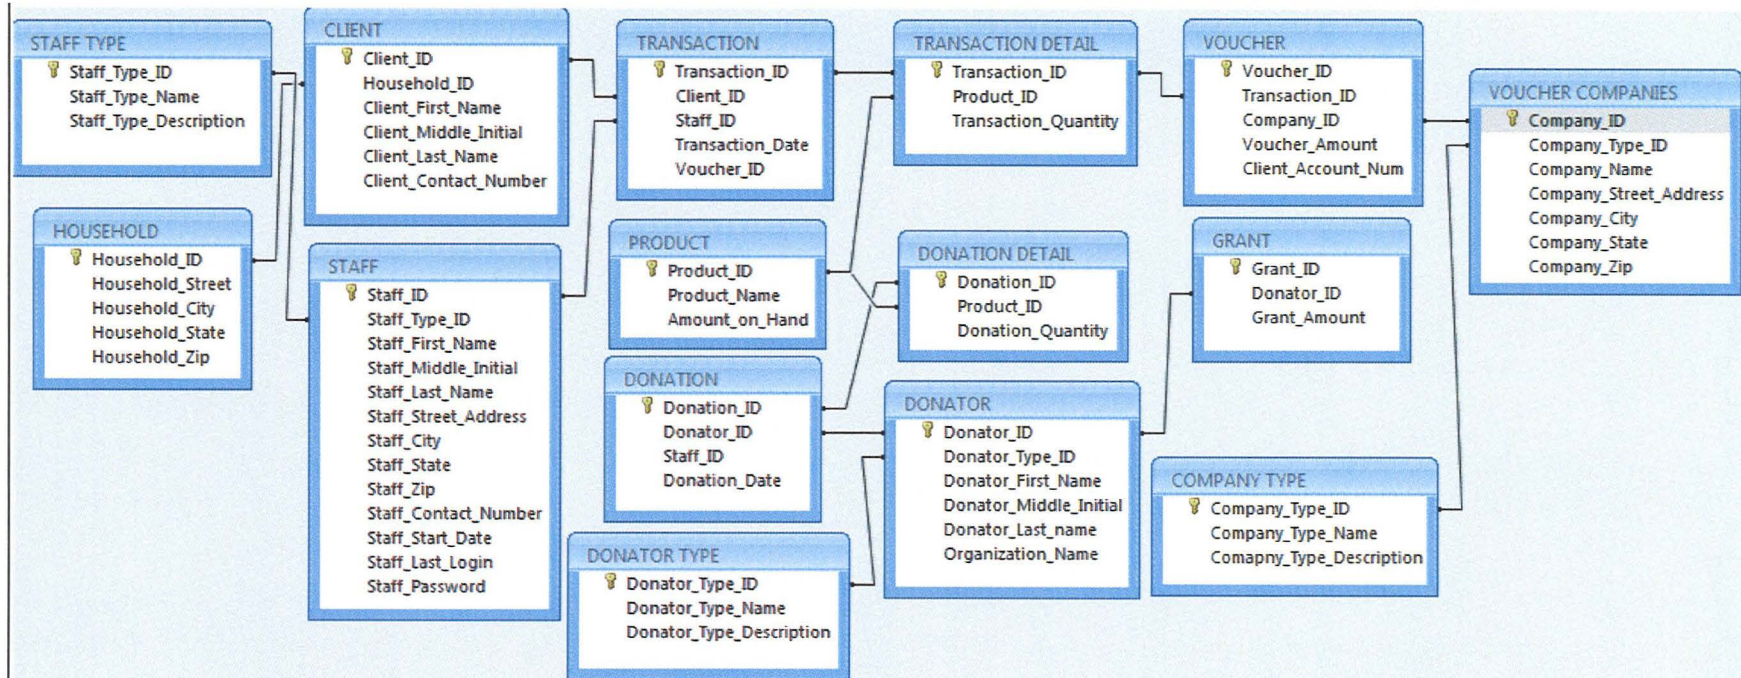 STAFF TYPE
Staff_Type_ID
Staff_Type_Name
Staff_Type_Description
HOUSEHOLD
Household_ID
Household_Street
Household_City
Household_State
Household_Zip
CLIENT
Client_ID
Household_ID
Client_First_Name
Client_Middle_Initial
Client_Last_Name
Client_Contact_Number
STAFF
Staff_ID
Staff_Type_ID
Staff_First_Name
Staff_Middle_Initial
Staff_Last_Name
Staff_Street_Address
Staff_City
Staff_State
Staff_Zip
Staff_Contact_Number
Staff_Start_Date
Staff_Last_Login
Staff_Password
TRANSACTION
Transaction_ID
Client_ID
Staff_ID
Transaction_Date
Voucher_ID
PRODUCT
Product_ID
Product_Name
Amount_on_Hand
DONATION
Donation_ID
Donator_ID
Staff_ID
Donation_Date
DONATOR TYPE
Donator_Type_ID
Donator_Type_Name
Donator_Type_Description
TRANSACTION DETAIL
Transaction_ID
Product_ID
Transaction_Quantity
DONATION DETAIL
Donation_ID
Product_ID
Donation_Quantity
DONATOR
Donator_ID
Donator_Type_ID
Donator_First_Name
Donator_Middle_Initial
Donator_Last_name
Organization_Name
VOUCHER
Voucher_ID
Transaction_ID
Company_ID
Voucher_Amount
Client_Account_Num
GRANT
Grant_ID
Donator_ID
Grant_Amount
COMPANY TYPE
Company_Type_ID
Company_Type_Name
Comapny_Type_Description
VOUCHER COMPANIES
Company_ID
Company_Type_ID
Company_Name
Company_Street_Address
Company_City
Company_State
Company_Zip